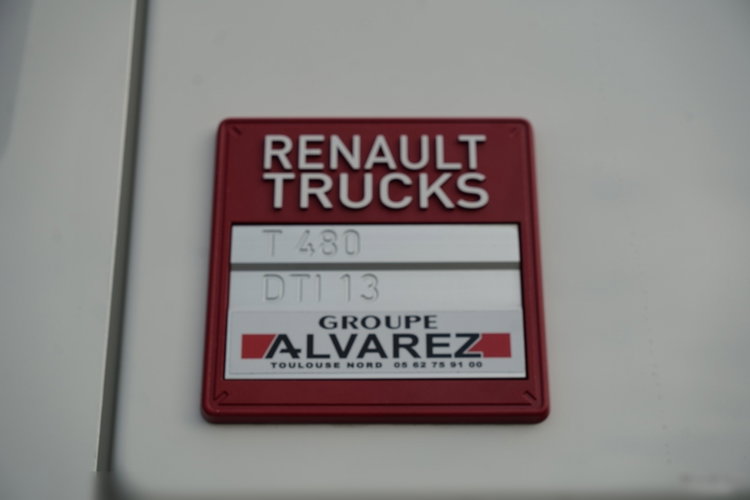 RENAULT
TRUCKS
T 480
DTI 13
GROUPE
ALVAREZ
TOULOUSE NORD 05 62 75 91 00